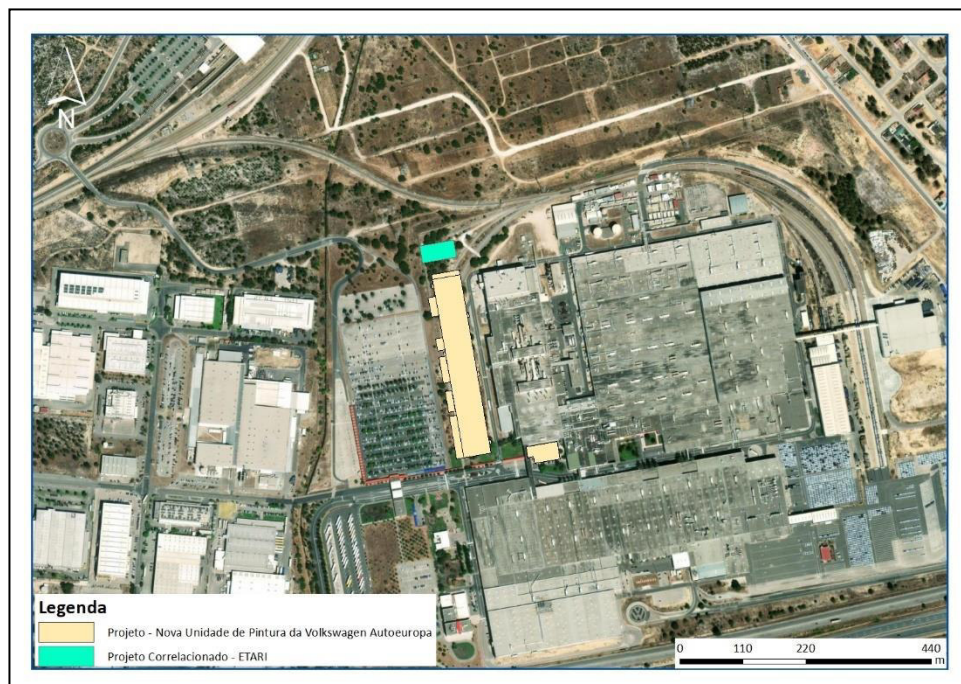 N
Legenda
Projeto - Nova Unidade de Pintura da Volkswagen Autoeuropa
Projeto Correlacionado - ETARI
0 110 220 440
m